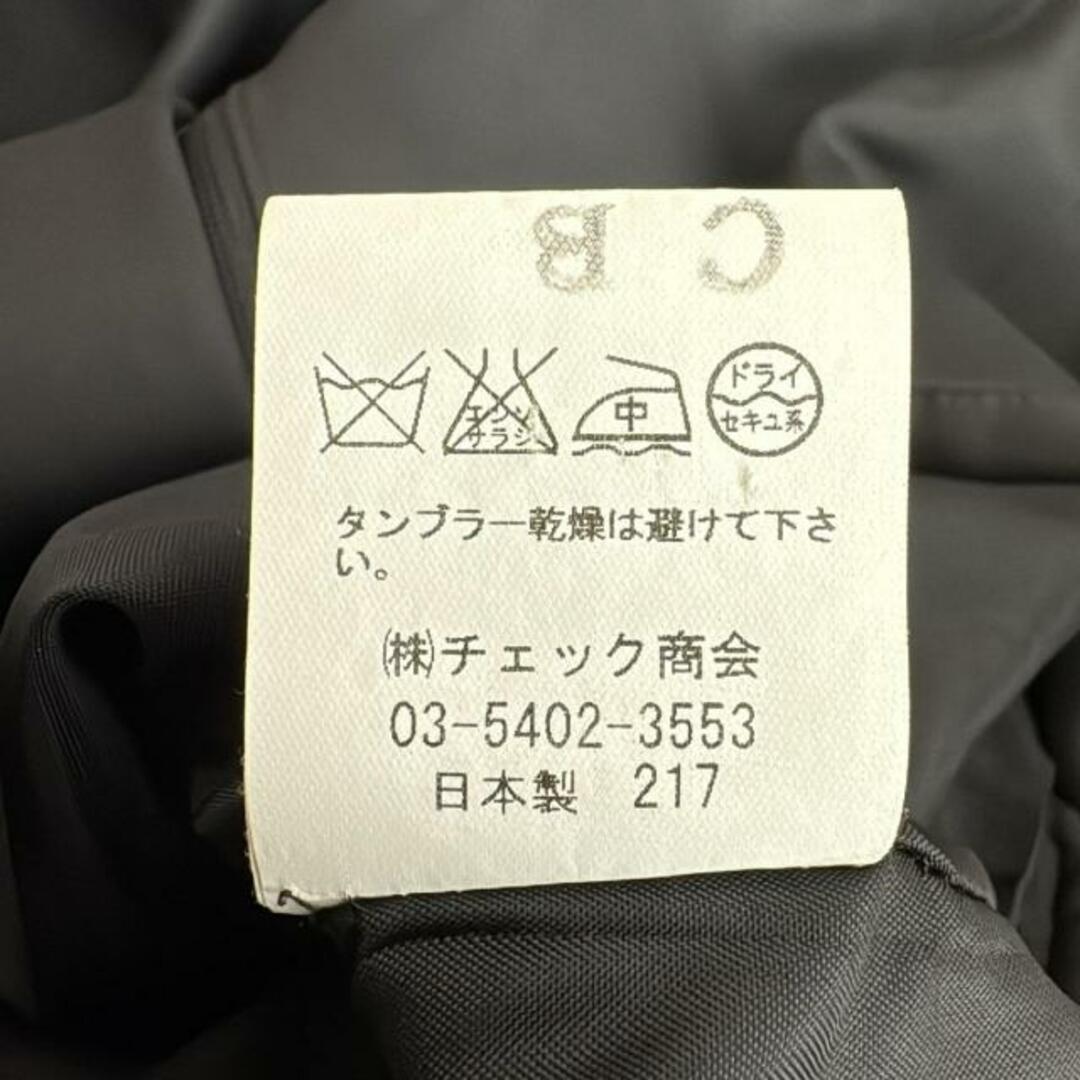 C B
エンソ
サラシ
中
ドライ
セキユ系
タンブラー乾燥は避けて下さ
い。
㈱チェック商会
03-5402-3553
日本製 217